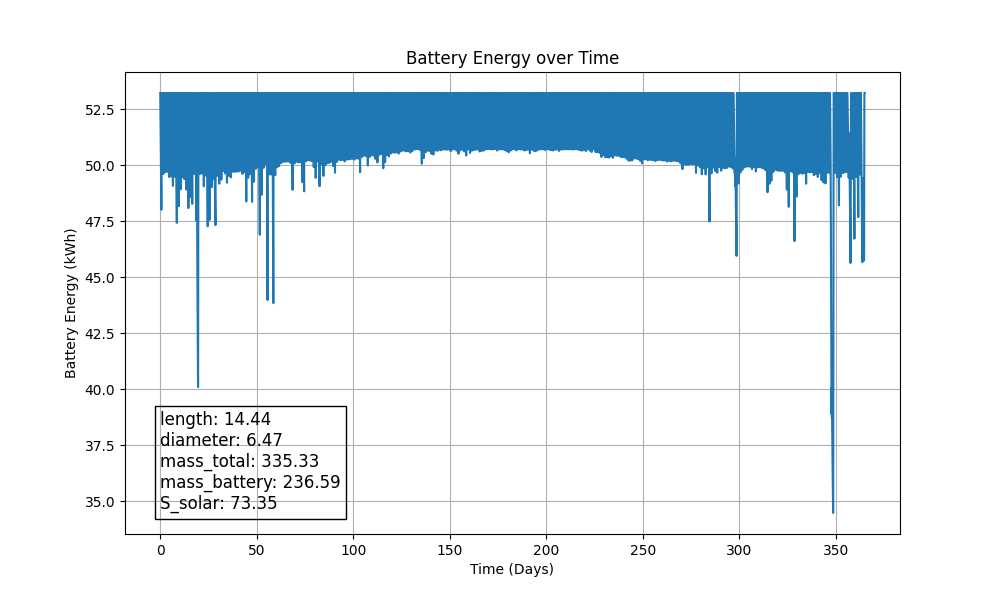 Battery Energy over Time
Battery Energy (kWh)
52.5
50.0
47.5
45.0
42.5
40.0
37.5
35.0
length: 14.44
diameter: 6.47
mass_total: 335.33
mass_battery: 236.59
S_solar: 73.35
0 50 100 150 200 250 300 350
Time (Days)